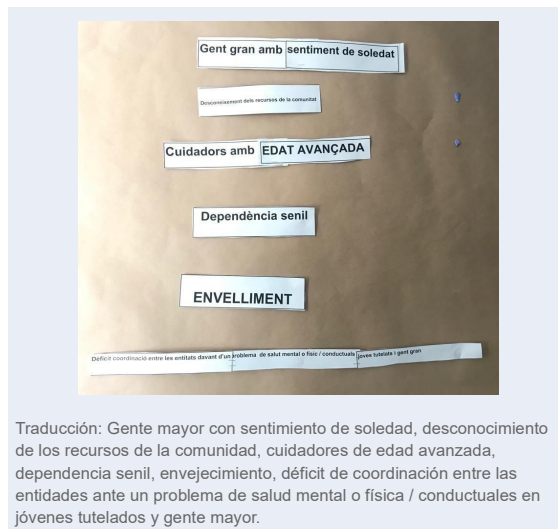 Gent gran amb sentiment de soledat
Desconeixement dels recursos de la comunitat
Cuidadors amb EDAT AVANÇADA
Dependència senil
ENVELLIMENT
Déficit coordinació entre les entitats davant d'un problema de salut mental o físic / conductuals joves tutelats i gent gran
Traducción: Gente mayor con sentimiento de soledad, desconocimiento
de los recursos de la comunidad, cuidadores de edad avanzada,
dependencia senil, envejecimiento, déficit de coordinación entre las
entidades ante un problema de salud mental o física / conductuales en
jóvenes tutelados y gente mayor.